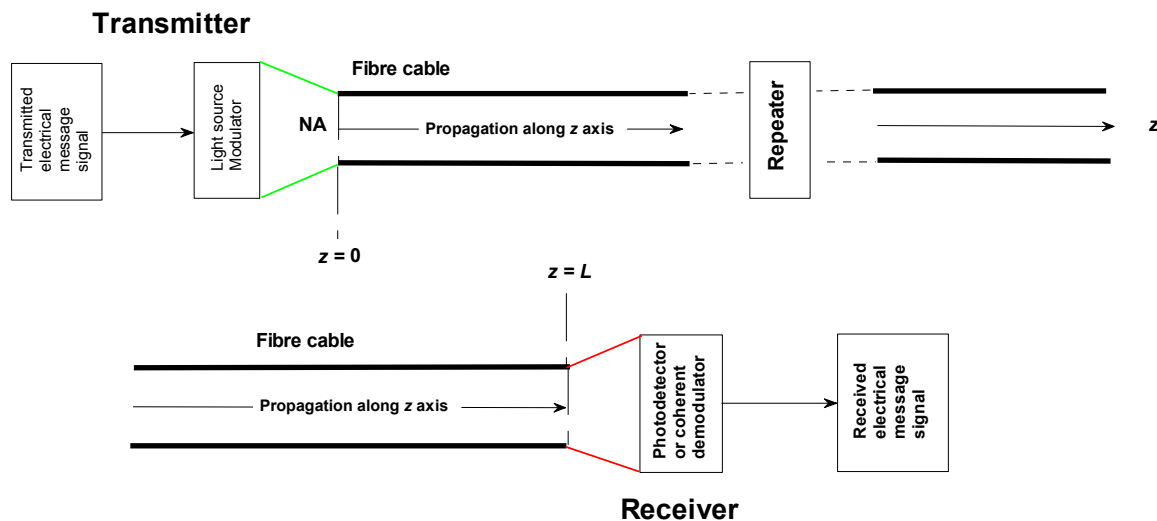 Transmitter
Transmitted
electrical
message
signal
Light source
Modulator
Fibre cable
NA
Propagation along z axis
Repeater
z
z = 0
z = L
Fibre cable
Propagation along z axis
Photodetector
or coherent
demodulator
Received
electrical
message
signal
Receiver